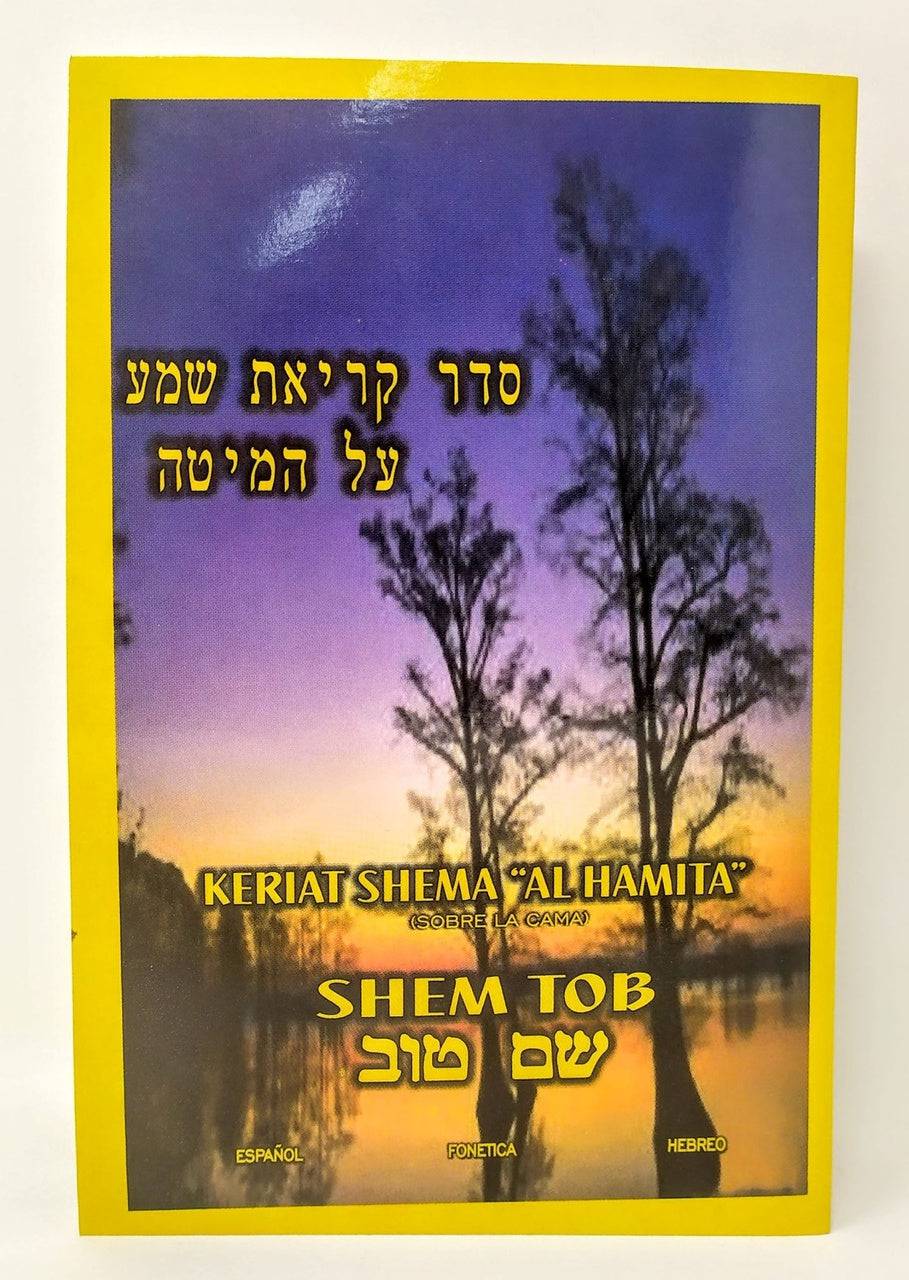 סדר קריאת שמע
על המיטה
KERIAT SHEMA “AL HAMITA”
(SOBRE LA CAMA)
SHEM TOB
שם טוב
ESPAÑOL FONETICA HEBREO